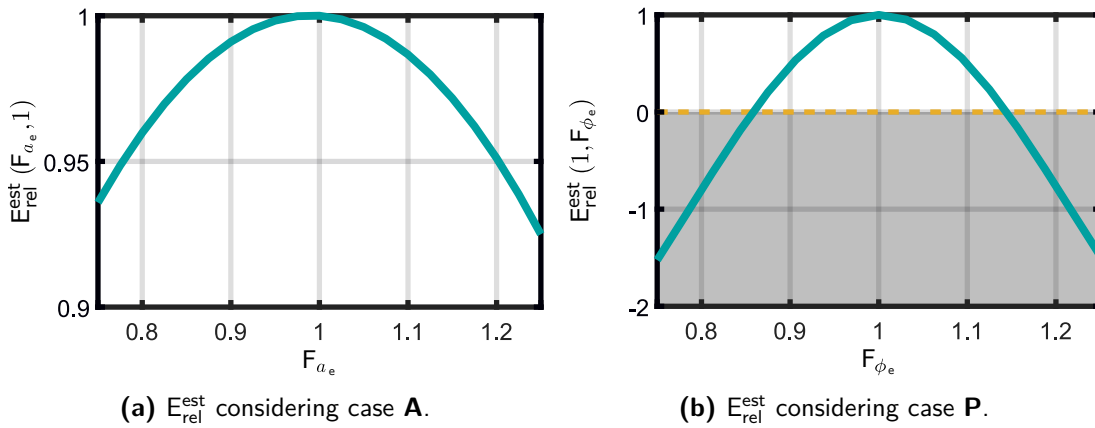 1
0.95
0.9
0.8 0.9 1 1.1 1.2
E_rel^est (F_{a_e}, 1)
F_{a_e}
(a) E_rel^est considering case A.
1
0
-1
-2
0.8 0.9 1 1.1 1.2
E_rel^est (1, F_{ϕ_e})
F_{ϕ_e}
(b) E_rel^est considering case P.